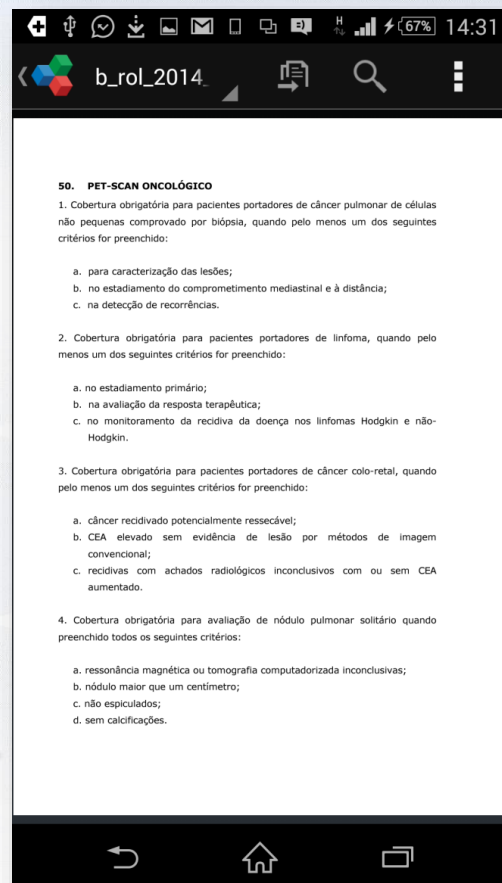 H
67% 14:31
b_rol_2014_
50. PET-SCAN ONCOLÓGICO
1. Cobertura obrigatória para pacientes portadores de câncer pulmonar de células
não pequenas comprovado por biópsia, quando pelo menos um dos seguintes
critérios for preenchido:
a. para caracterização das lesões;
b. no estadiamento do comprometimento mediastinal e à distância;
c. na detecção de recorrências.
2. Cobertura obrigatória para pacientes portadores de linfoma, quando pelo
menos um dos seguintes critérios for preenchido:
a. no estadiamento primário;
b. na avaliação da resposta terapêutica;
c. no monitoramento da recidiva da doença nos linfomas Hodgkin e não-
Hodgkin.
3. Cobertura obrigatória para pacientes portadores de câncer colo-retal, quando
pelo menos um dos seguintes critérios for preenchido:
a. câncer recidivado potencialmente ressecável;
b. CEA elevado sem evidência de lesão por métodos de imagem
convencional;
c. recidivas com achados radiológicos inconclusivos com ou sem CEA
aumentado.
4. Cobertura obrigatória para avaliação de nódulo pulmonar solitário quando
preenchido todos os seguintes critérios:
a. ressonância magnética ou tomografia computadorizada inconclusivas;
b. nódulo maior que um centímetro;
c. não espiculados;
d. sem calcificações.